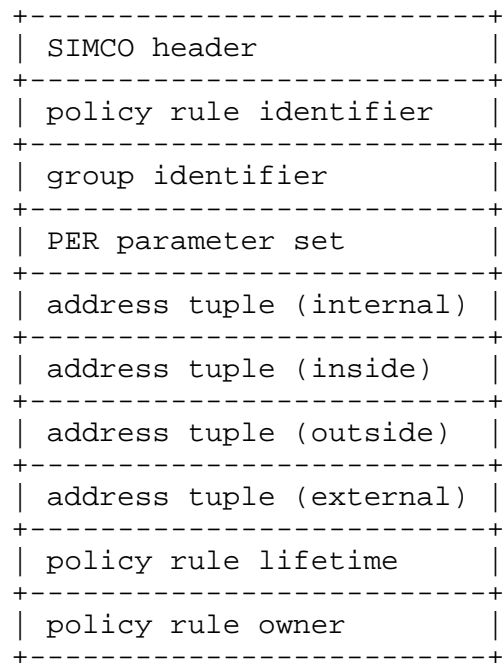 SIMCO header
policy rule identifier
group identifier
PER parameter set
address tuple (internal)
address tuple (inside)
address tuple (outside)
address tuple (external)
policy rule lifetime
policy rule owner